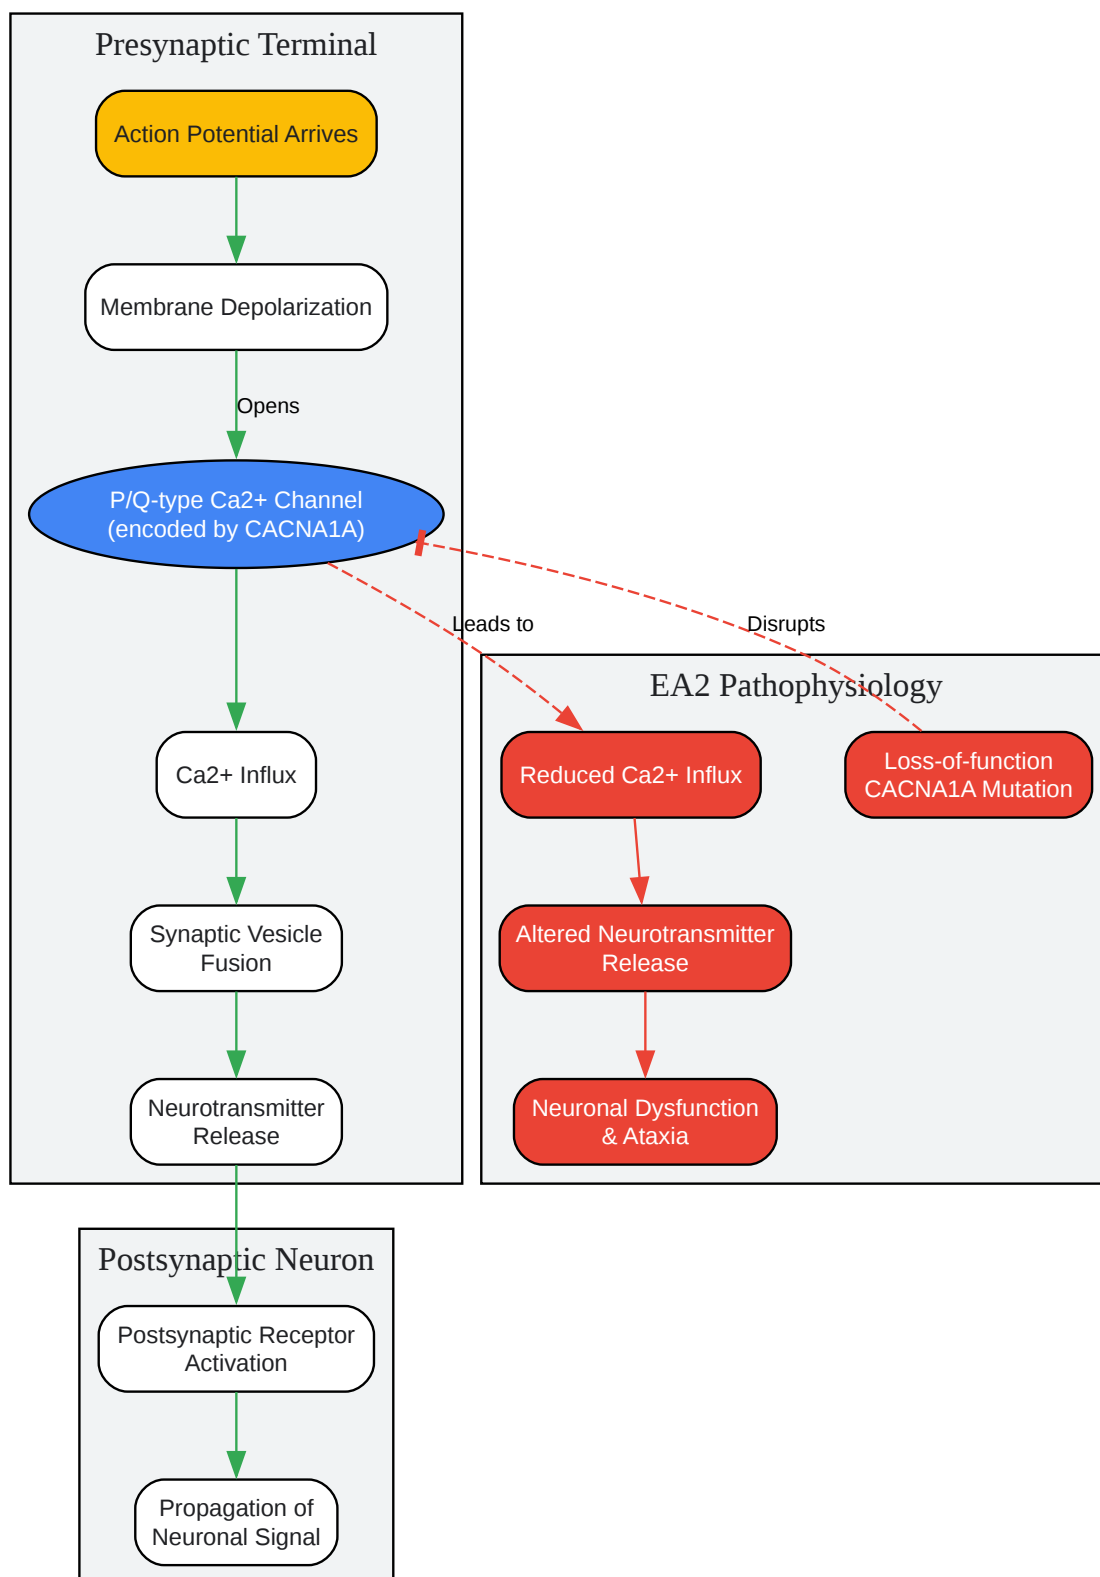 Presynaptic Terminal
Action Potential Arrives
Membrane Depolarization
Opens
P/Q-type Ca2+ Channel
(encoded by CACNA1A)
Leads to
Disrupts
Ca2+ Influx
Synaptic Vesicle
Fusion
Neurotransmitter
Release
EA2 Pathophysiology
Reduced Ca2+ Influx
Loss-of-function
CACNA1A Mutation
Altered Neurotransmitter
Release
Neuronal Dysfunction
& Ataxia
Postsynaptic Neuron
Postsynaptic Receptor
Activation
Propagation of
Neuronal Signal